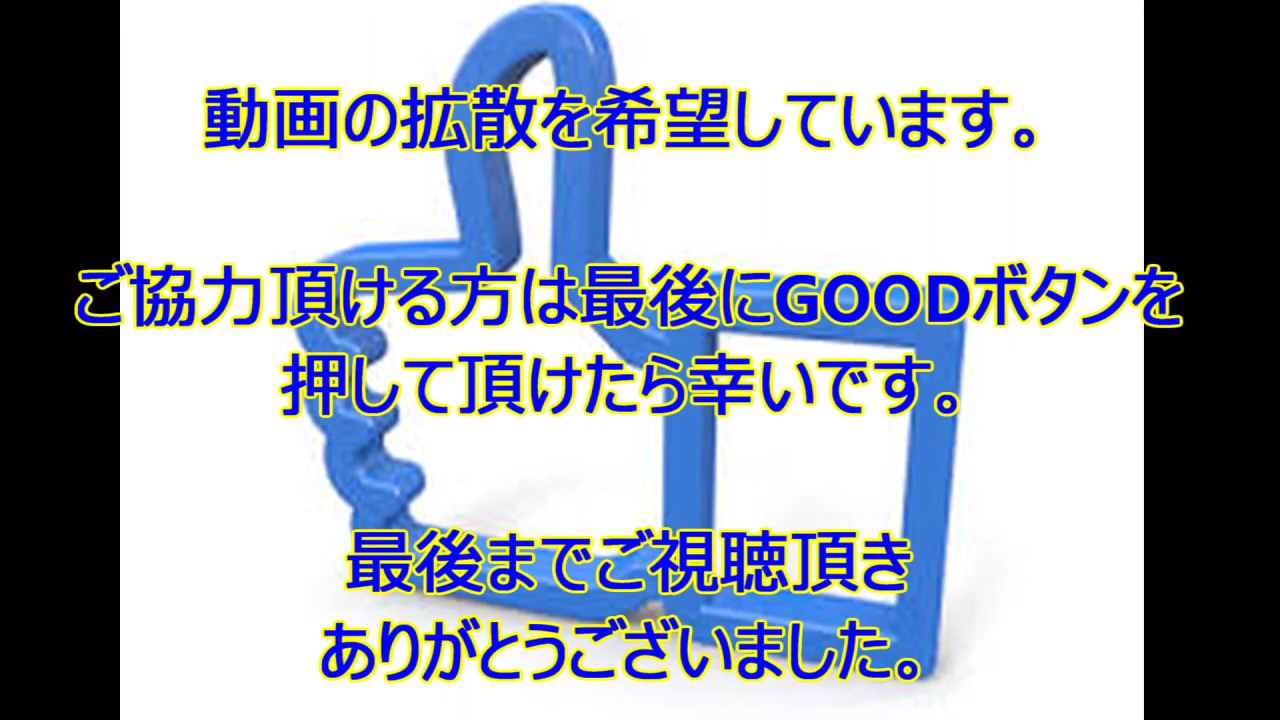 動画の拡散を希望しています。
ご協力頂ける方は最後にGOODボタンを
押して頂けたら幸いです。
最後までご視聴頂き
ありがとうございました。